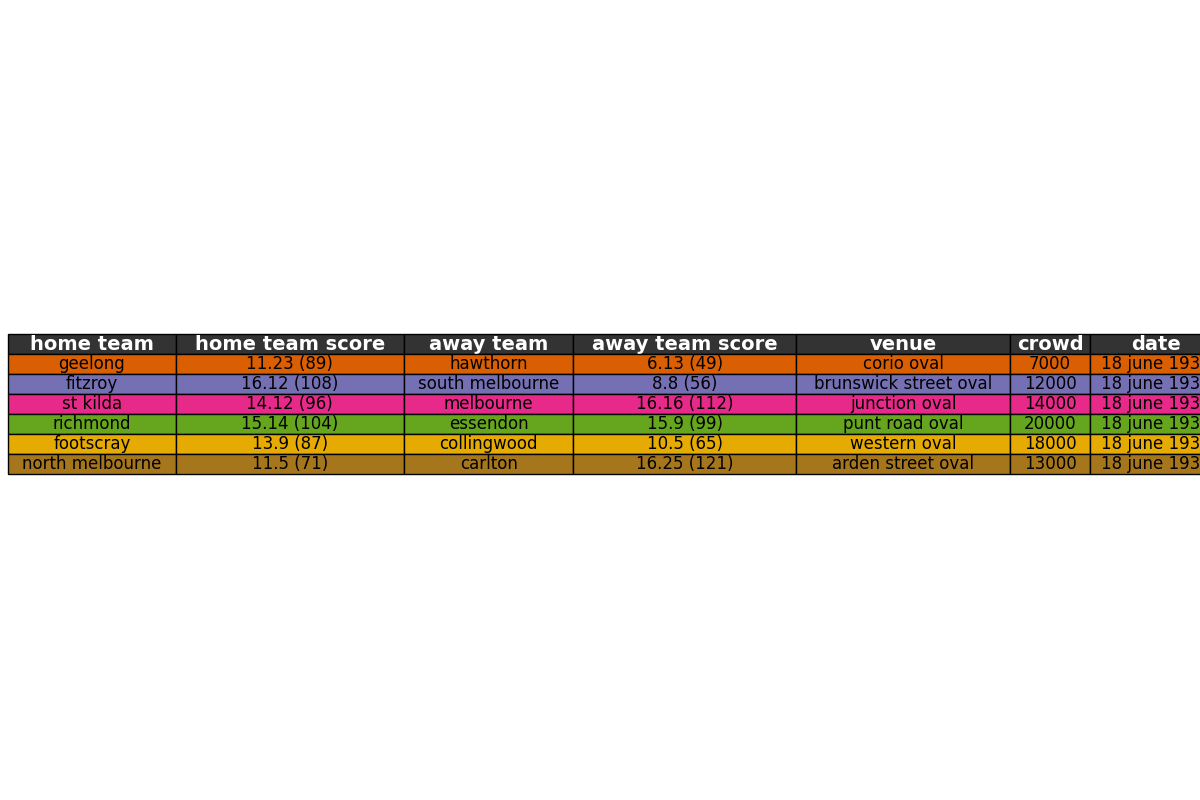 home team home team score away team away team score venue crowd date
geelong 11.23 (89) hawthorn 6.13 (49) corio oval 7000 18 june 193
fitzroy 16.12 (108) south melbourne 8.8 (56) brunswick street oval 12000 18 june 193
st kilda 14.12 (96) melbourne 16.16 (112) junction oval 14000 18 june 193
richmond 15.14 (104) essendon 15.9 (99) punt road oval 20000 18 june 193
footscray 13.9 (87) collingwood 10.5 (65) western oval 18000 18 june 193
north melbourne 11.5 (71) carlton 16.25 (121) arden street oval 13000 18 june 193